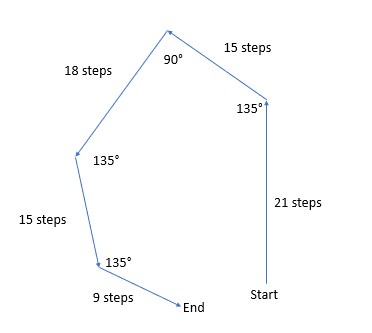 15 steps
90°
18 steps
135°
135°
21 steps
15 steps
135°
9 steps
Start
End